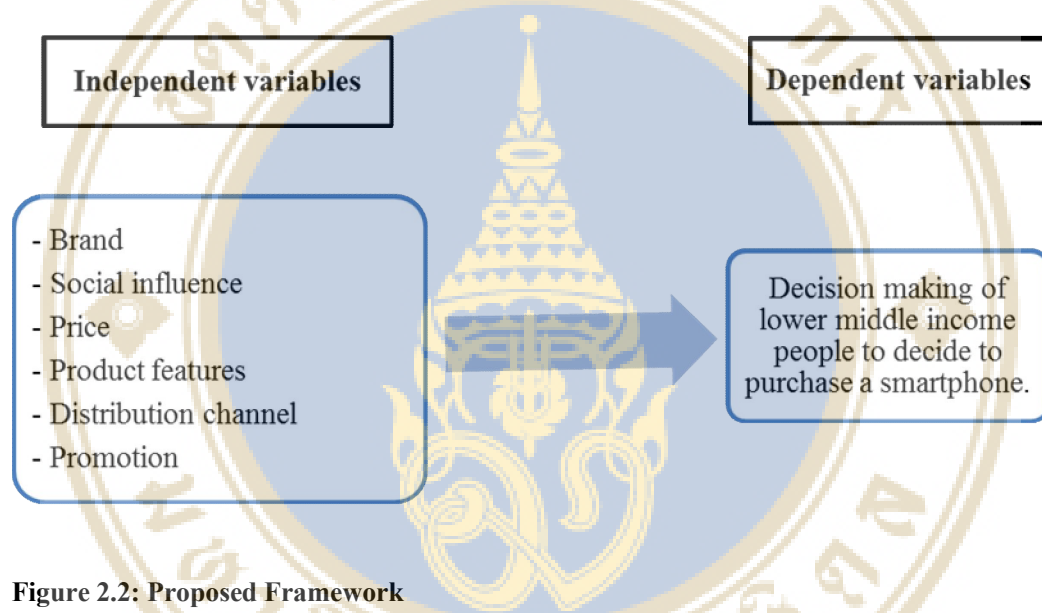 Independent variables
Dependent variables
- Brand
- Social influence
- Price
- Product features
- Distribution channel
- Promotion
Decision making of
lower middle income
people to decide to
purchase a smartphone.
Figure 2.2: Proposed Framework